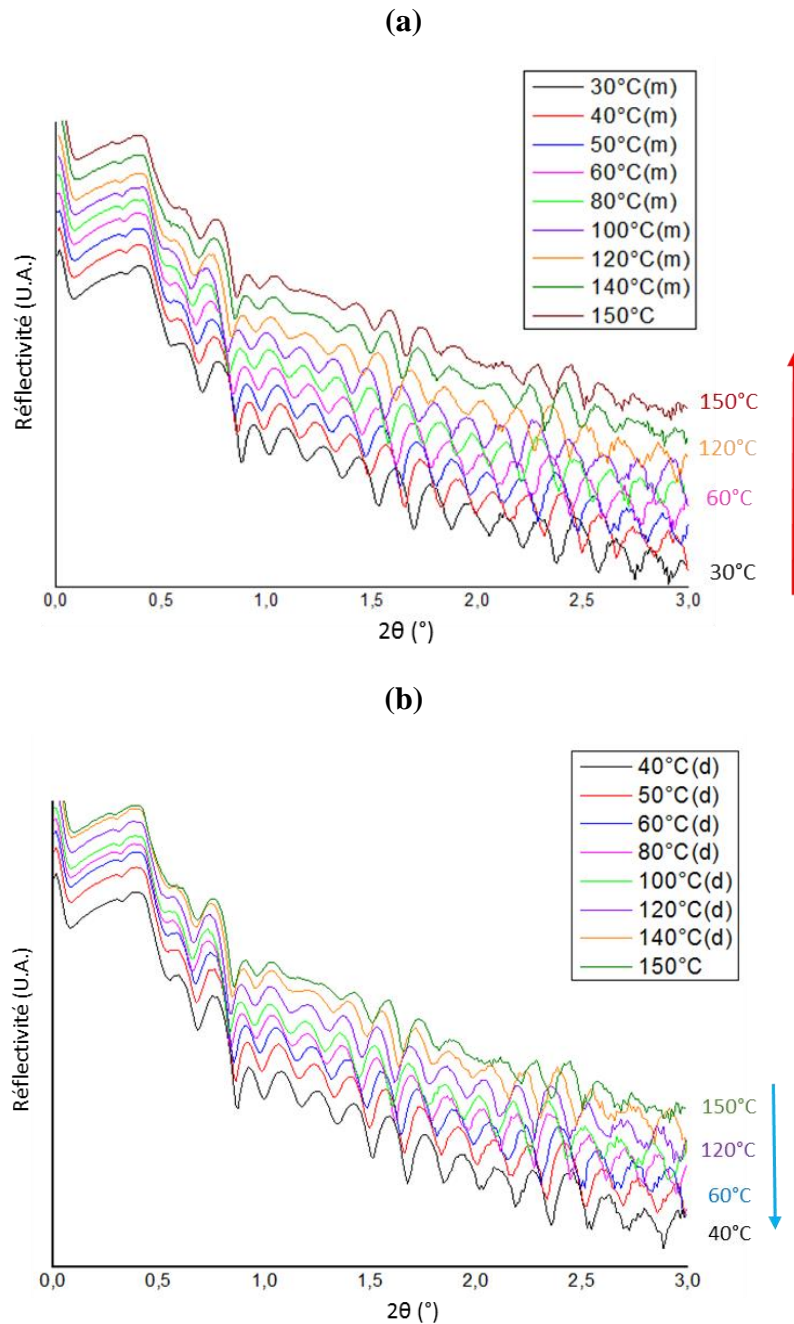 (a)
30°C(m)
40°C(m)
50°C(m)
60°C(m)
80°C(m)
100°C(m)
120°C(m)
140°C(m)
150°C
Réflectivité (U.A.)
150°C
120°C
60°C
30°C
0,0 0,5 1,0 1,5 2,0 2,5 3,0
2θ (°)
(b)
40°C(d)
50°C(d)
60°C(d)
80°C(d)
100°C(d)
120°C(d)
140°C(d)
150°C
Réflectivité (U.A.)
150°C
120°C
60°C
40°C
0,0 0,5 1,0 1,5 2,0 2,5 3,0
2θ (°)